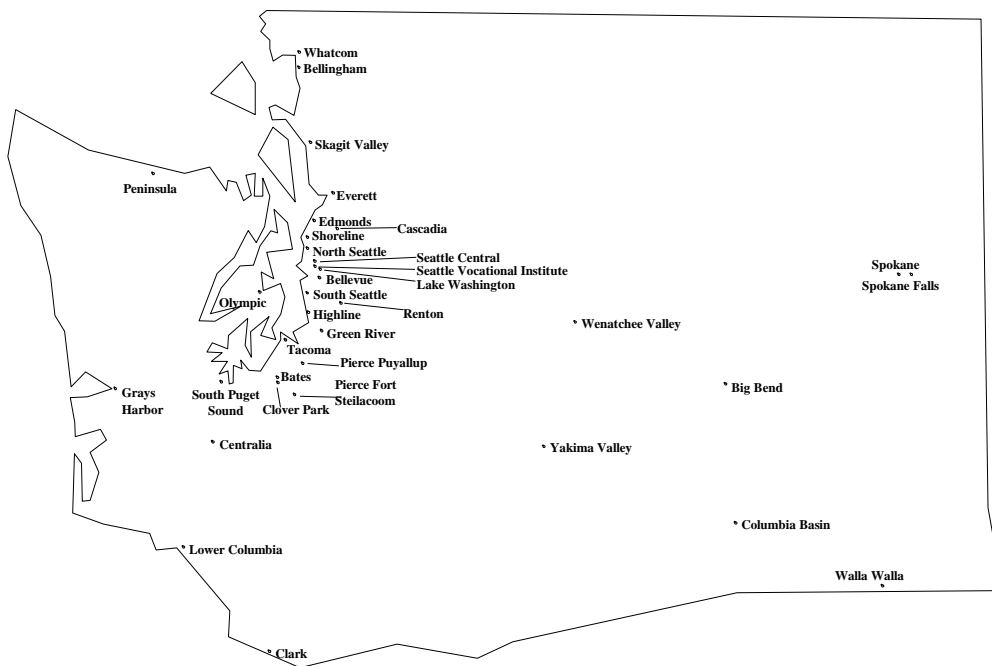 Whatcom
Bellingham
Skagit Valley
Peninsula
Everett
Edmonds
Cascadia
Shoreline
North Seattle
Seattle Central
Seattle Vocational Institute
Lake Washington
Bellevue
Spokane
Spokane Falls
South Seattle
Olympic
Renton
Highline
Wenatchee Valley
Green River
Tacoma
Pierce Puyallup
Bates
Pierce Fort
Steilacoom
Big Bend
Grays
Harbor
South Puget
Sound
Clover Park
Centralia
Yakima Valley
Columbia Basin
Lower Columbia
Walla Walla
Clark